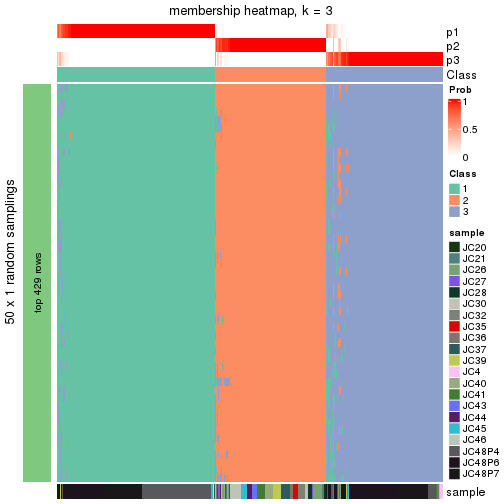 membership heatmap, k = 3
p1
p2
p3
Class
50 x 1 random samplings
top 429 rows
Prob
1
0.5
0
Class
1
2
3
sample
JC20
JC21
JC26
JC27
JC28
JC30
JC32
JC35
JC36
JC37
JC39
JC4
JC40
JC41
JC43
JC44
JC45
JC46
JC48P4
JC48P6
JC48P7
sample